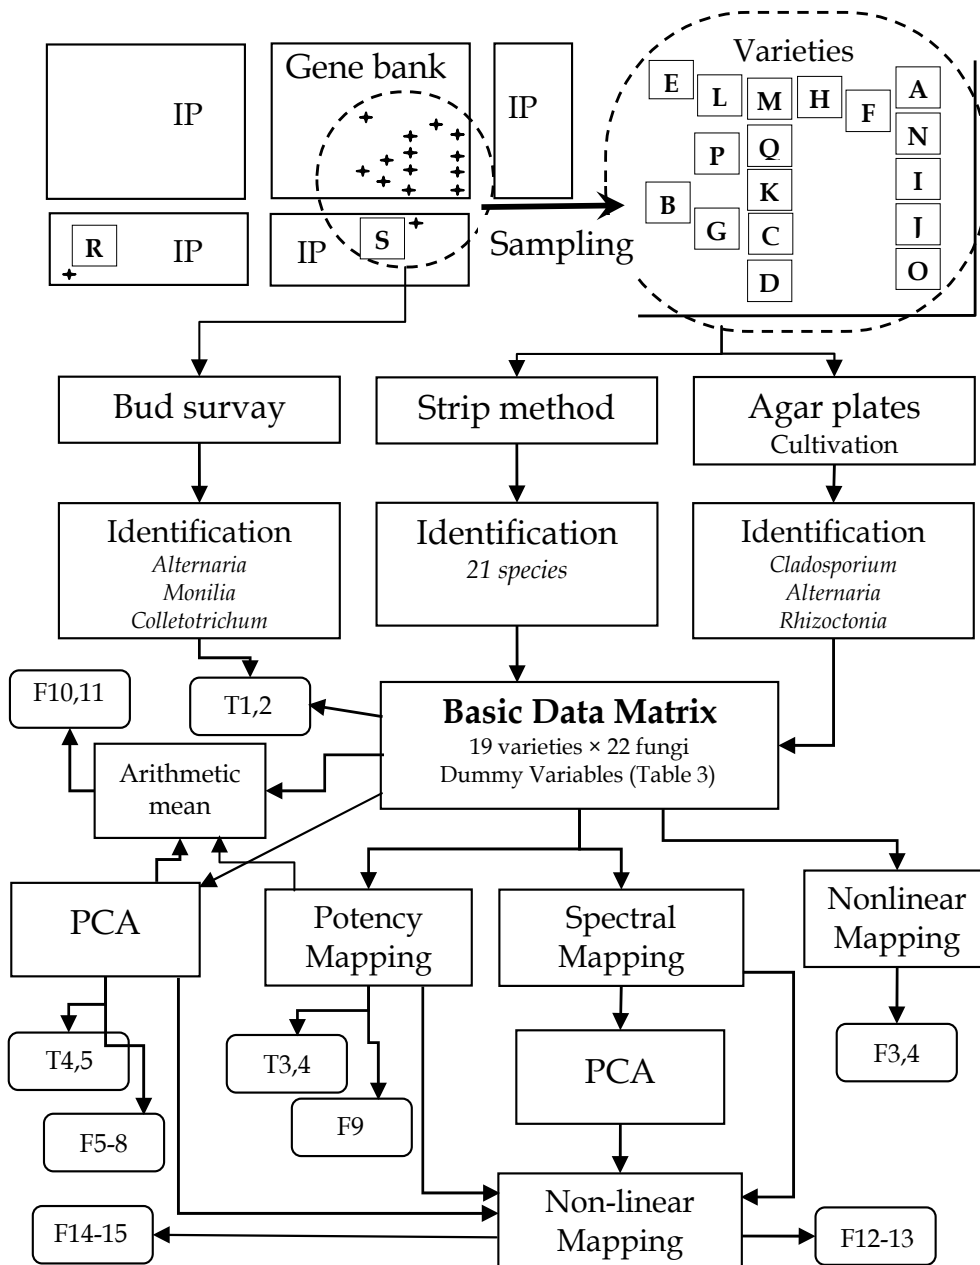 IP
Gene bank
IP
R
IP
IP
S
Sampling
Varieties
E
L
M
H
F
A
P
Q
N
B
K
I
G
C
J
D
O
Bud survay
Strip method
Agar plates
Cultivation
Identification
Alternaria
Monilia
Colletotrichum
Identification
21 species
Identification
Cladosporium
Alternaria
Rhizoctonia
F10,11
T1,2
Basic Data Matrix
19 varieties × 22 fungi
Dummy Variables (Table 3)
Arithmetic
mean
PCA
Potency
Mapping
Spectral
Mapping
Nonlinear
Mapping
T4,5
T3,4
PCA
F3,4
F5-8
F9
F14-15
Non-linear
Mapping
F12-13